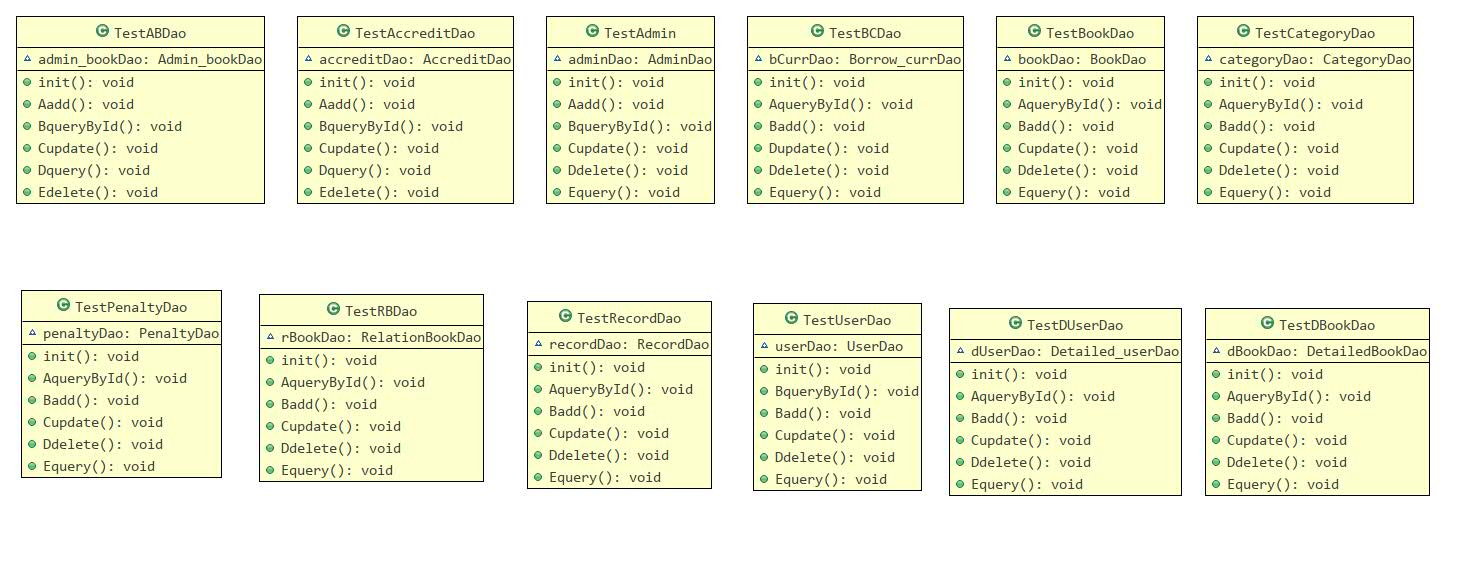 TestABDao
admin_bookDao: Admin_bookDao
init(): void
Aadd(): void
BqueryById(): void
Cupdate(): void
Dquery(): void
Edelete(): void
TestAccreditDao
accreditDao: AccreditDao
init(): void
Aadd(): void
BqueryById(): void
Cupdate(): void
Dquery(): void
Edelete(): void
TestAdmin
adminDao: AdminDao
init(): void
Aadd(): void
BqueryById(): void
Cupdate(): void
Ddelete(): void
Equery(): void
TestBCDao
bCurrDao: Borrow_currDao
init(): void
AqueryById(): void
Badd(): void
Dupdate(): void
Ddelete(): void
Equery(): void
TestBookDao
bookDao: BookDao
init(): void
AqueryById(): void
Badd(): void
Cupdate(): void
Ddelete(): void
Equery(): void
TestCategoryDao
categoryDao: CategoryDao
init(): void
AqueryById(): void
Badd(): void
Cupdate(): void
Ddelete(): void
Equery(): void
TestPenaltyDao
penaltyDao: PenaltyDao
init(): void
AqueryById(): void
Badd(): void
Cupdate(): void
Ddelete(): void
Equery(): void
TestRBDao
rBookDao: RelationBookDao
init(): void
AqueryById(): void
Badd(): void
Cupdate(): void
Ddelete(): void
Equery(): void
TestRecordDao
recordDao: RecordDao
init(): void
AqueryById(): void
Badd(): void
Cupdate(): void
Ddelete(): void
Equery(): void
TestUserDao
userDao: UserDao
init(): void
BqueryById(): void
Badd(): void
Cupdate(): void
Ddelete(): void
Equery(): void
TestDUserDao
dUserDao: Detailed_userDao
init(): void
AqueryById(): void
Badd(): void
Cupdate(): void
Ddelete(): void
Equery(): void
TestDBookDao
dBookDao: DetailedBookDao
init(): void
AqueryById(): void
Badd(): void
Cupdate(): void
Ddelete(): void
Equery(): void